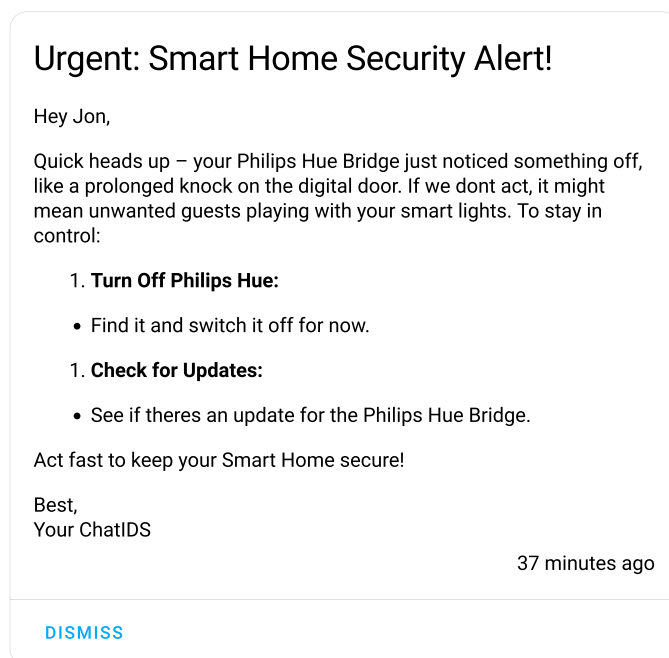 Urgent: Smart Home Security Alert!
Hey Jon,
Quick heads up – your Philips Hue Bridge just noticed something off,
like a prolonged knock on the digital door. If we dont act, it might
mean unwanted guests playing with your smart lights. To stay in
control:
1. Turn Off Philips Hue:
• Find it and switch it off for now.
1. Check for Updates:
• See if theres an update for the Philips Hue Bridge.
Act fast to keep your Smart Home secure!
Best,
Your ChatIDS
37 minutes ago
DISMISS